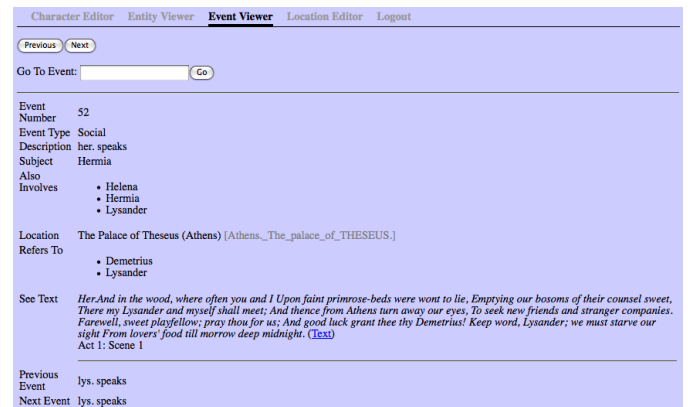 Character Editor Entity Viewer Event Viewer Location Editor Logout
Previous Next
Go To Event: Go
Event
Number 52
Event Type Social
Description her. speaks
Subject Hermia
Also
Involves
• Helena
• Hermia
• Lysander
Location The Palace of Theseus (Athens) [Athens._The_palace_of_THESEUS.]
Refers To
• Demetrius
• Lysander
See Text Her.And in the wood, where often you and I Upon faint primrose-beds were wont to lie, Emptying our bosoms of their counsel sweet,
There my Lysander and myself shall meet; And thence from Athens turn away our eyes, To seek new friends and stranger companies.
Farewell, sweet playfellow; pray thou for us; And good luck grant thee thy Demetrius! Keep word, Lysander; we must starve our
sight From lovers' food till morrow deep midnight. (Text)
Act 1: Scene 1
Previous
Event lys. speaks
Next Event lys. speaks